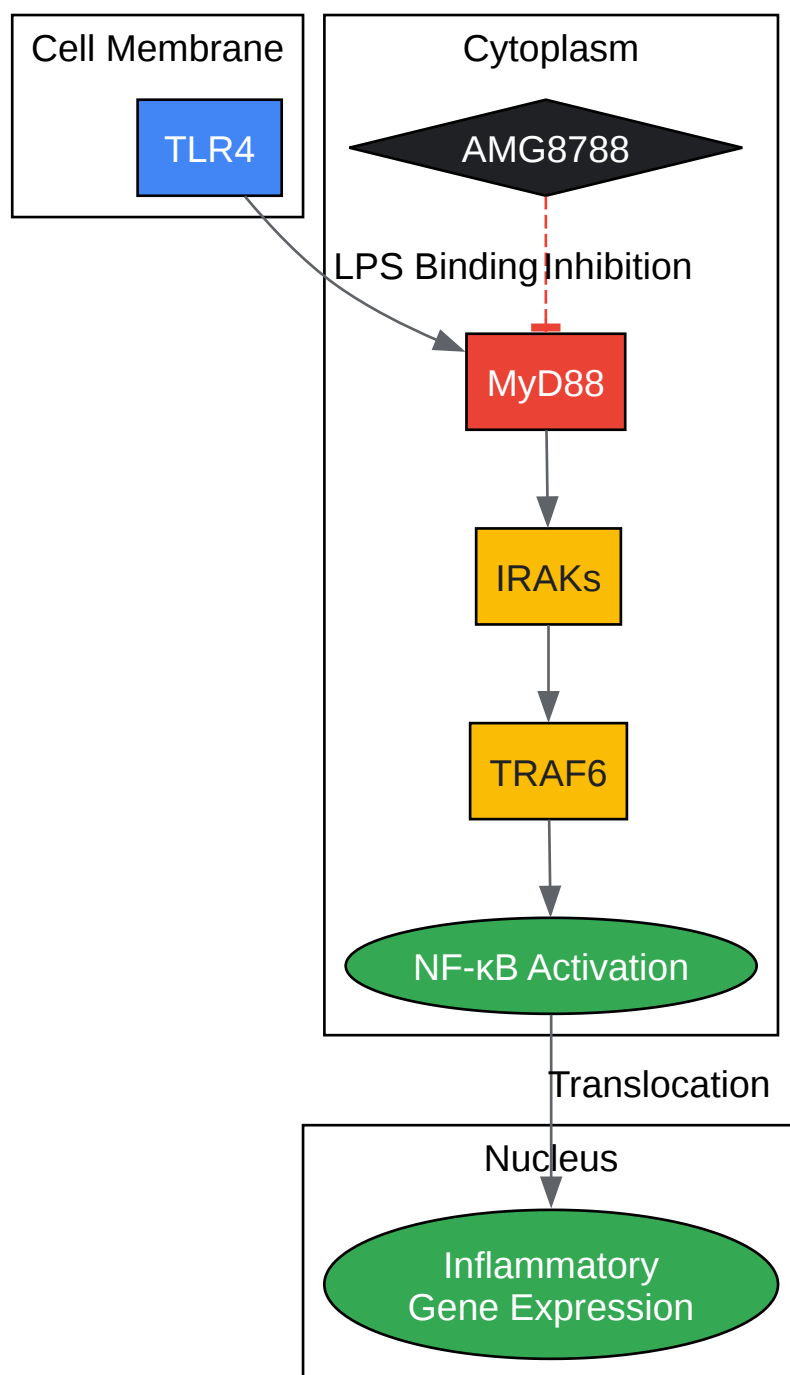 Cell Membrane
Cytoplasm
TLR4
AMG8788
LPS Binding
Inhibition
MyD88
IRAKs
TRAF6
NF-κB Activation
Translocation
Nucleus
Inflammatory
Gene Expression